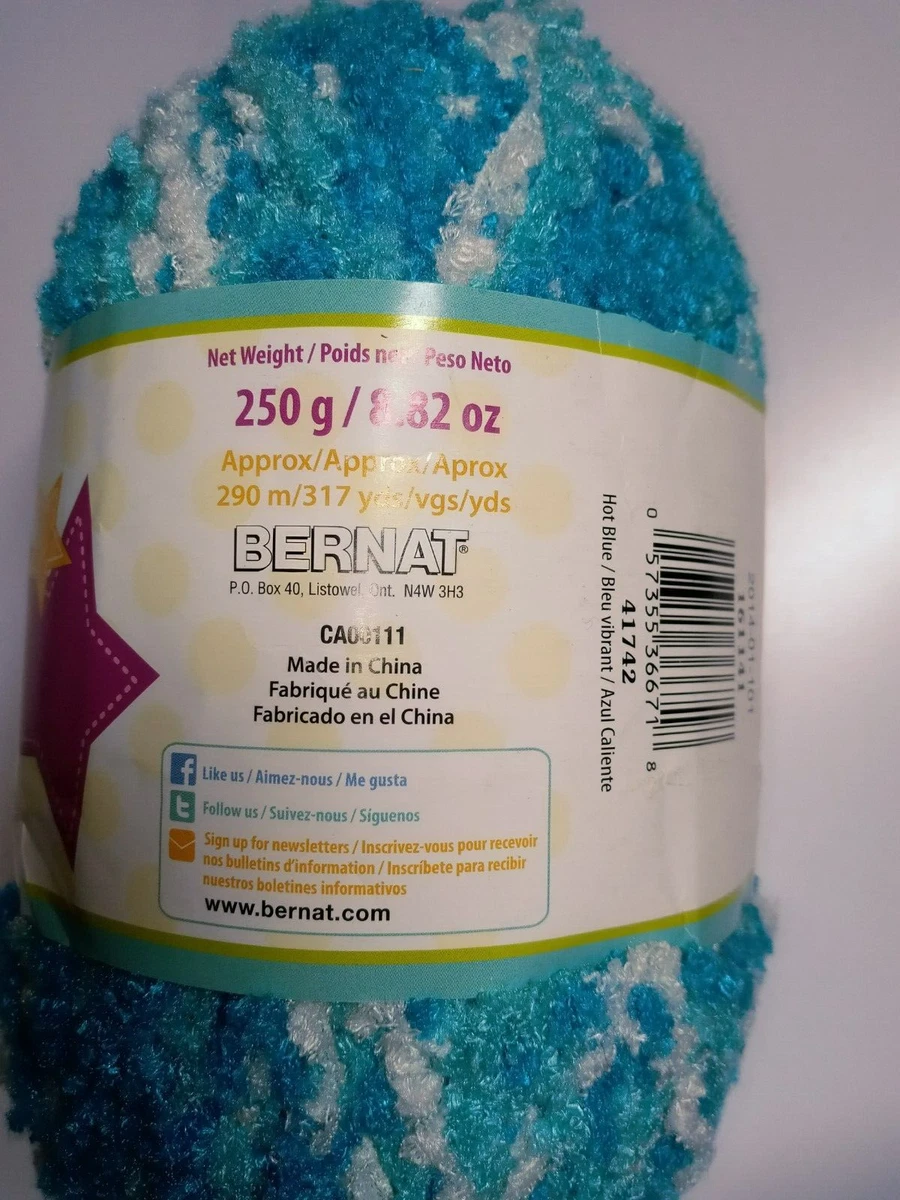 Net Weight / Poids Peso Neto
250 g / 8.82 oz
Approx/Approx/Aprox
290 m/317 yds/vgs/yds
BERNAT®
P.O. Box 40, Listowel Ont. N4W 3H3
Made in China
Fabriqué au Chine
Fabricado en el China
Like us / Aimez-nous / Me gusta
Follow us / Suivez-nous / Síguenos
Sign up for newsletters / Inscrivez-vous pour recevoir
nos bulletins d'information / Inscríbete para recibir
nuestros boletines informativos
www.bernat.com
Hot Blue / Bleu vibrant / Azul Caliente
41742
0 57355 36671 8
161141